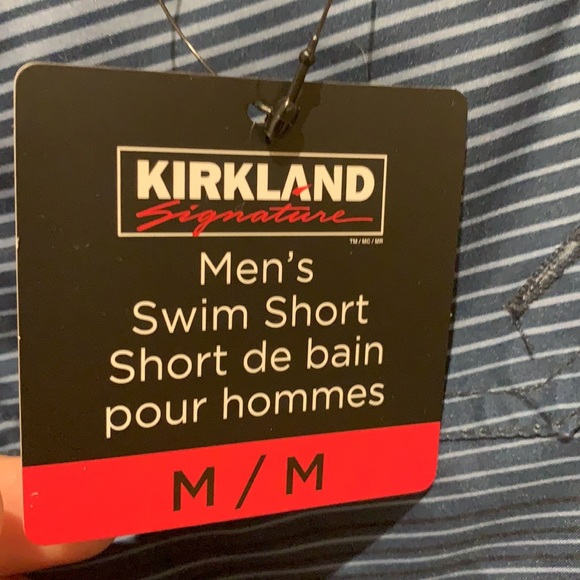 KIRKLAND
Signature
TM/MC/MR
Men's
Swim Short
Short de bain
pour hommes
M / M